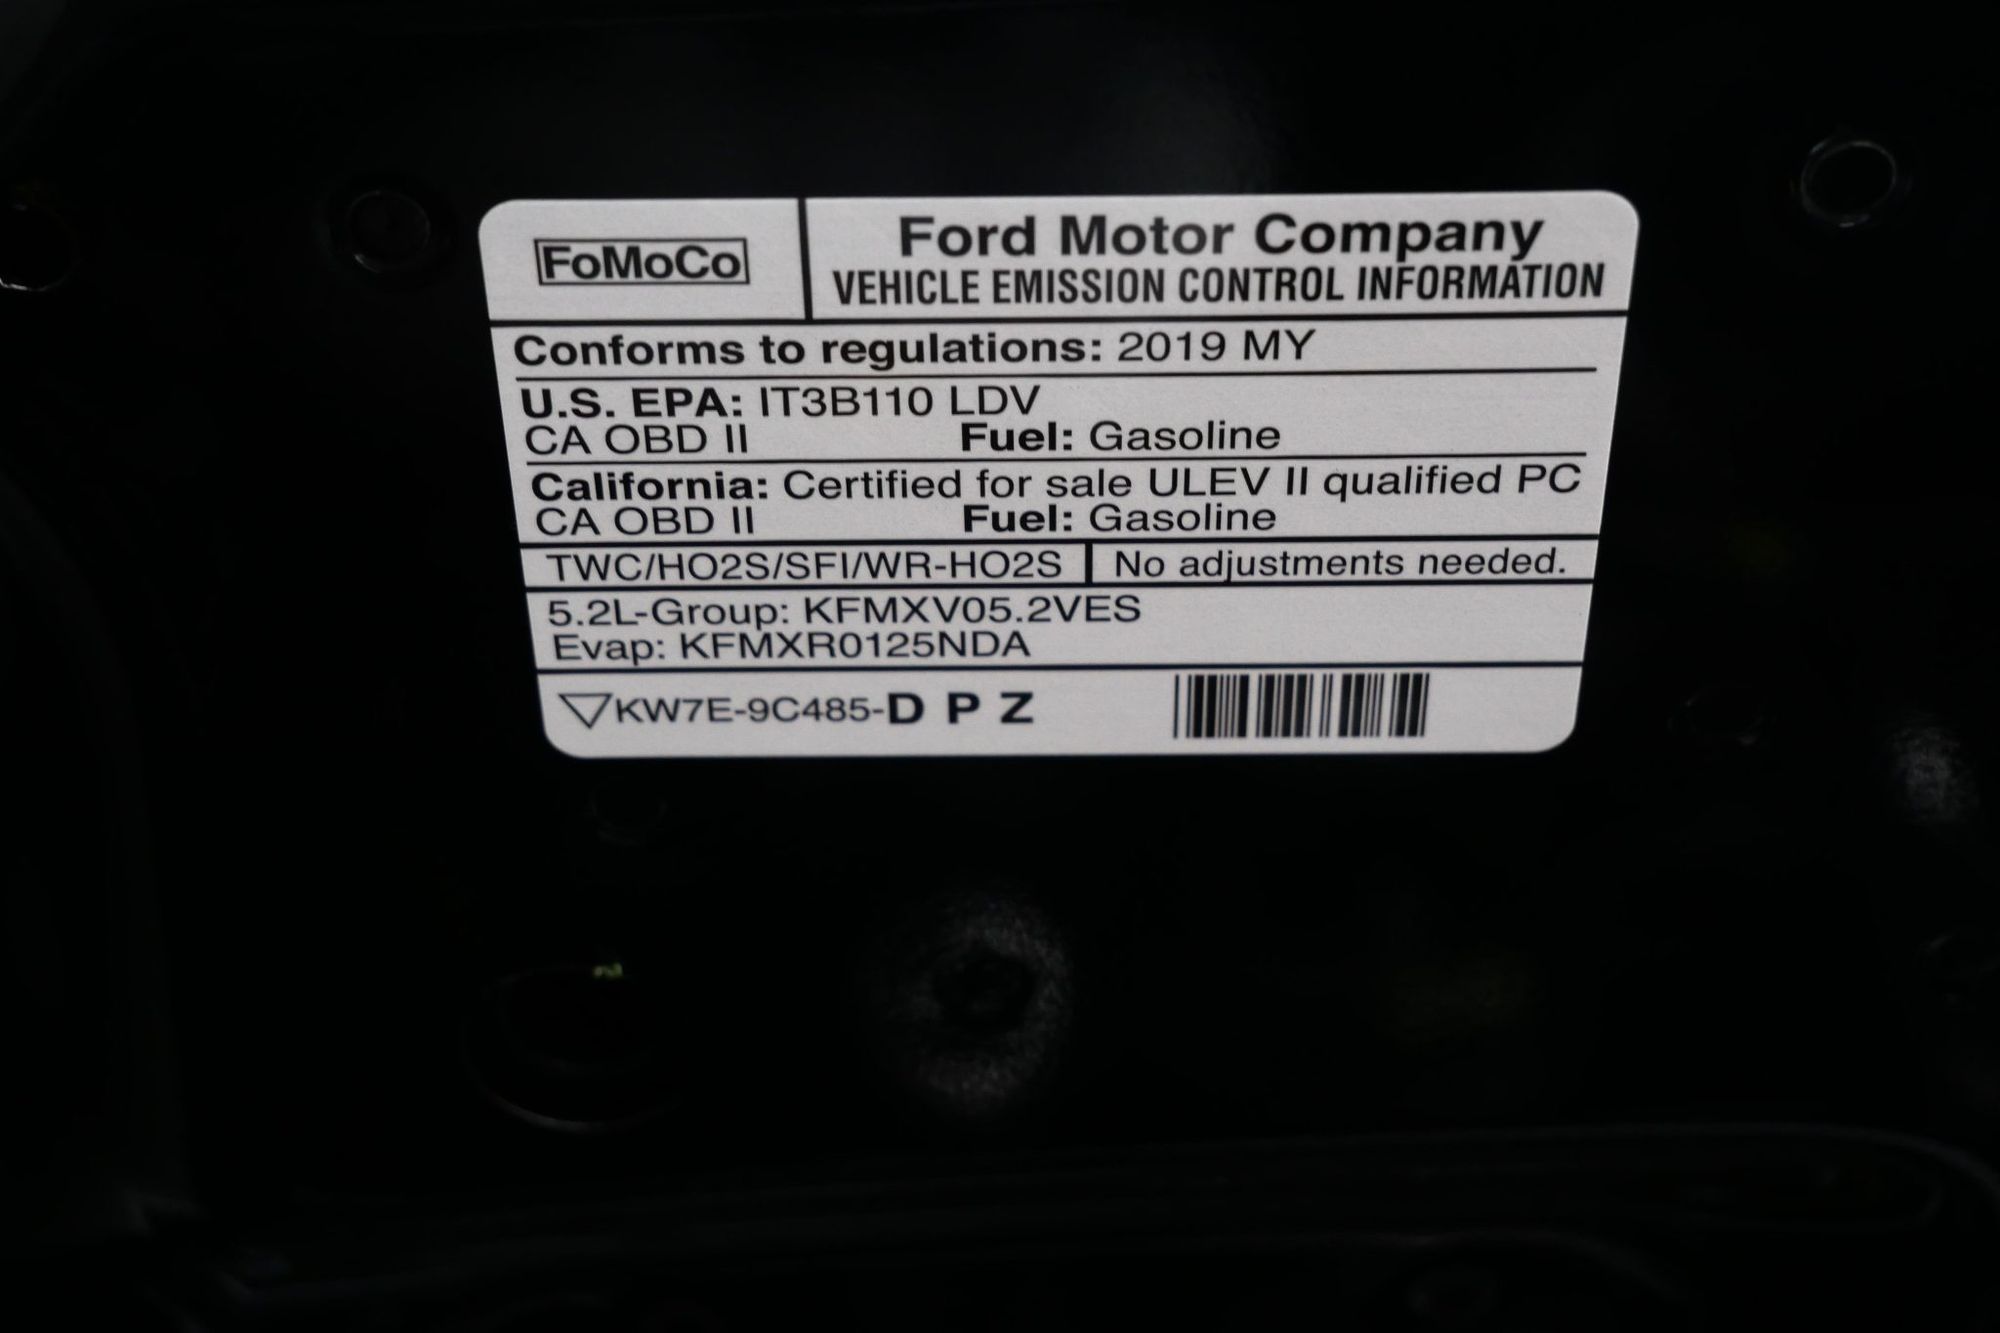 FoMoCo
Ford Motor Company
VEHICLE EMISSION CONTROL INFORMATION
Conforms to regulations: 2019 MY
U.S. EPA: IT3B110 LDV
CA OBD II Fuel: Gasoline
California: Certified for sale ULEV II qualified PC
CA OBD II Fuel: Gasoline
TWC/HO2S/SFI/WR-HO2S No adjustments needed.
5.2L-Group: KFMXV05.2VES
Evap: KFMXR0125NDA
KW7E-9C485-D P Z